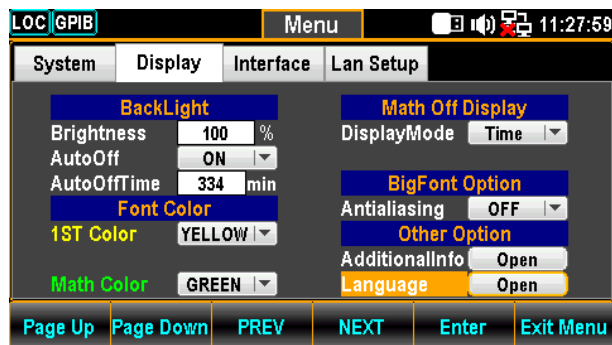 LOC GPIB Menu 11:27:59
System Display Interface Lan Setup
BackLight
Brightness 100 %
AutoOff ON
AutoOffTime 334 min
Font Color
1ST Color YELLOW
Math Color GREEN
Math Off Display
DisplayMode Time
BigFont Option
Antialiasing OFF
Other Option
AdditionalInfo Open
Language Open
Page Up Page Down PREV NEXT Enter Exit Menu